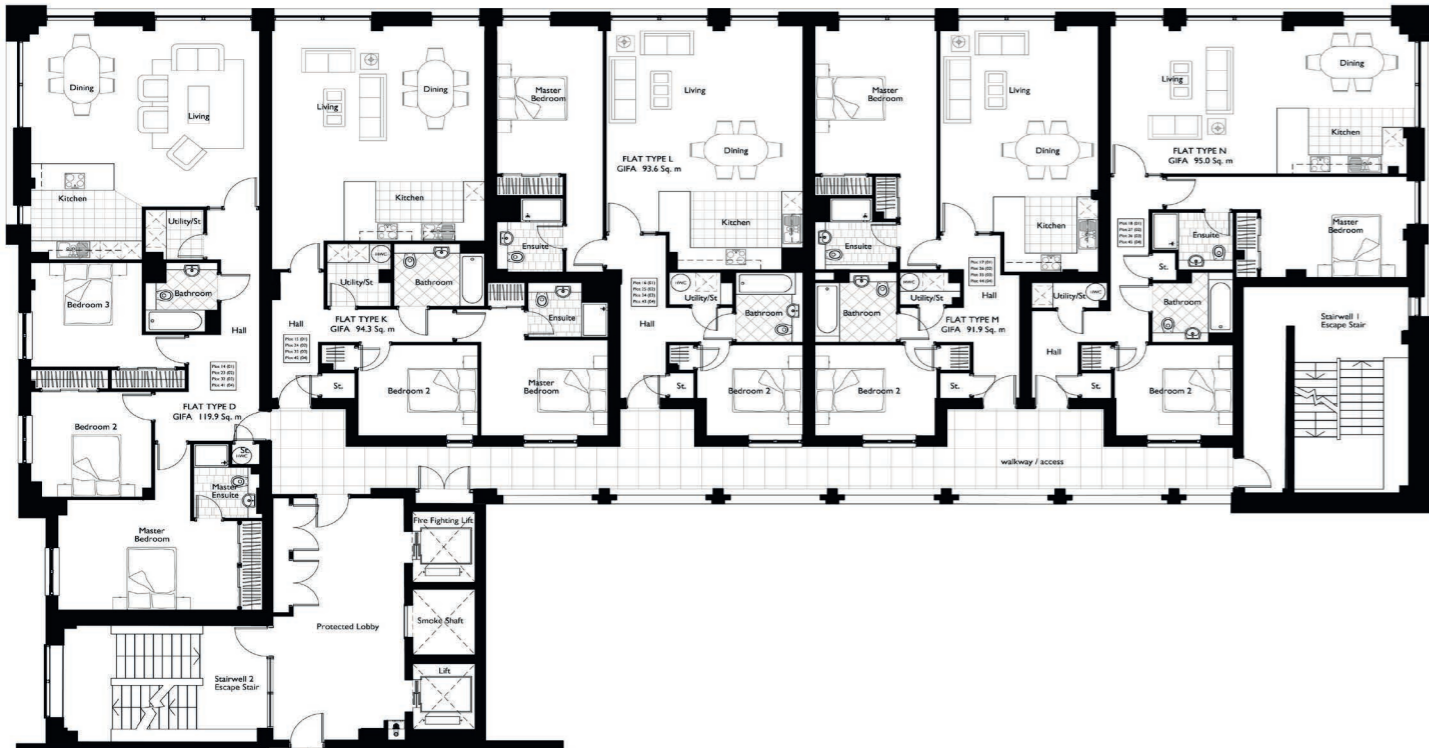 Dining
Living
Kitchen
Utility/St
Bedroom 3
Bathroom
Hall
FLAT TYPE D
GIFA 119.9 Sq. m
Bedroom 2
St.
HWC
Master
Ensuite
Master
Bedroom
Stairwell 2
Escape Stair
Living
Dining
Kitchen
HWC
Utility/St
Bathroom
FLAT TYPE K
GIFA 94.3 Sq. m
Hall
St.
Bedroom 2
Ensuite
Master
Bedroom
Master
Bedroom
Living
FLAT TYPE L
GIFA 93.6 Sq. m
Dining
Kitchen
Ensuite
Utility/St
Bathroom
Hall
St.
Bedroom 2
Master
Bedroom
Living
Dining
Kitchen
Ensuite
HWC
Utility/St
Bathroom
Hall
FLAT TYPE M
GIFA 91.9 Sq. m
Bedroom 2
St.
Living
Dining
Kitchen
FLAT TYPE N
GIFA 95.0 Sq. m
Master
Bedroom
Ensuite
St.
HWC
Utility/St
Bathroom
Hall
St.
Bedroom 2
Stairwell 1
Escape Stair
walkway / access
Fire Fighting Lift
Smoke Shaft
Lift
Protected Lobby